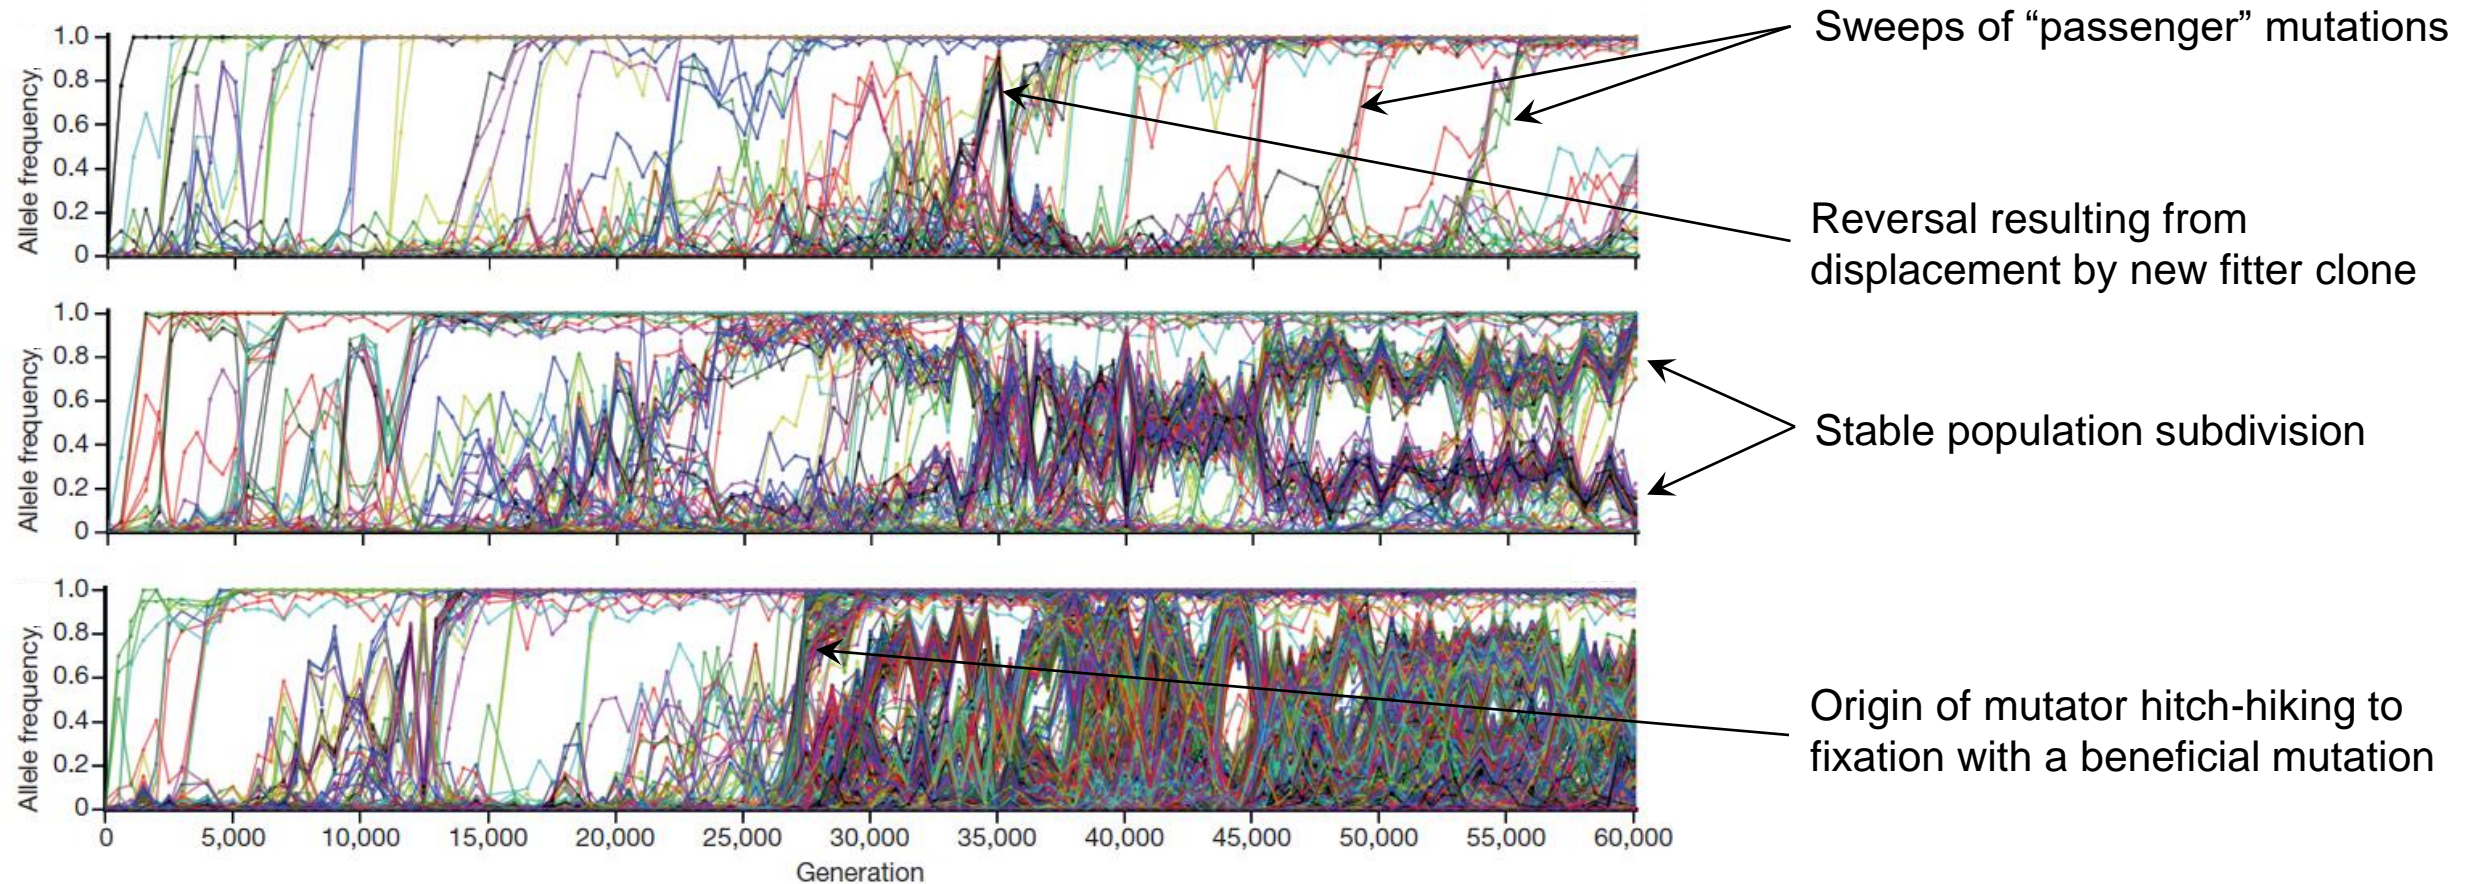 Sweeps of “passenger” mutations
Reversal resulting from
displacement by new fitter clone
Stable population subdivision
Origin of mutator hitch-hiking to
fixation with a beneficial mutation
Allele frequency,
1.0
0.8
0.6
0.4
0.2
0
Allele frequency,
1.0
0.8
0.6
0.4
0.2
0
Allele frequency,
1.0
0.8
0.6
0.4
0.2
0
0 5,000 10,000 15,000 20,000 25,000 30,000 35,000 40,000 45,000 50,000 55,000 60,000
Generation